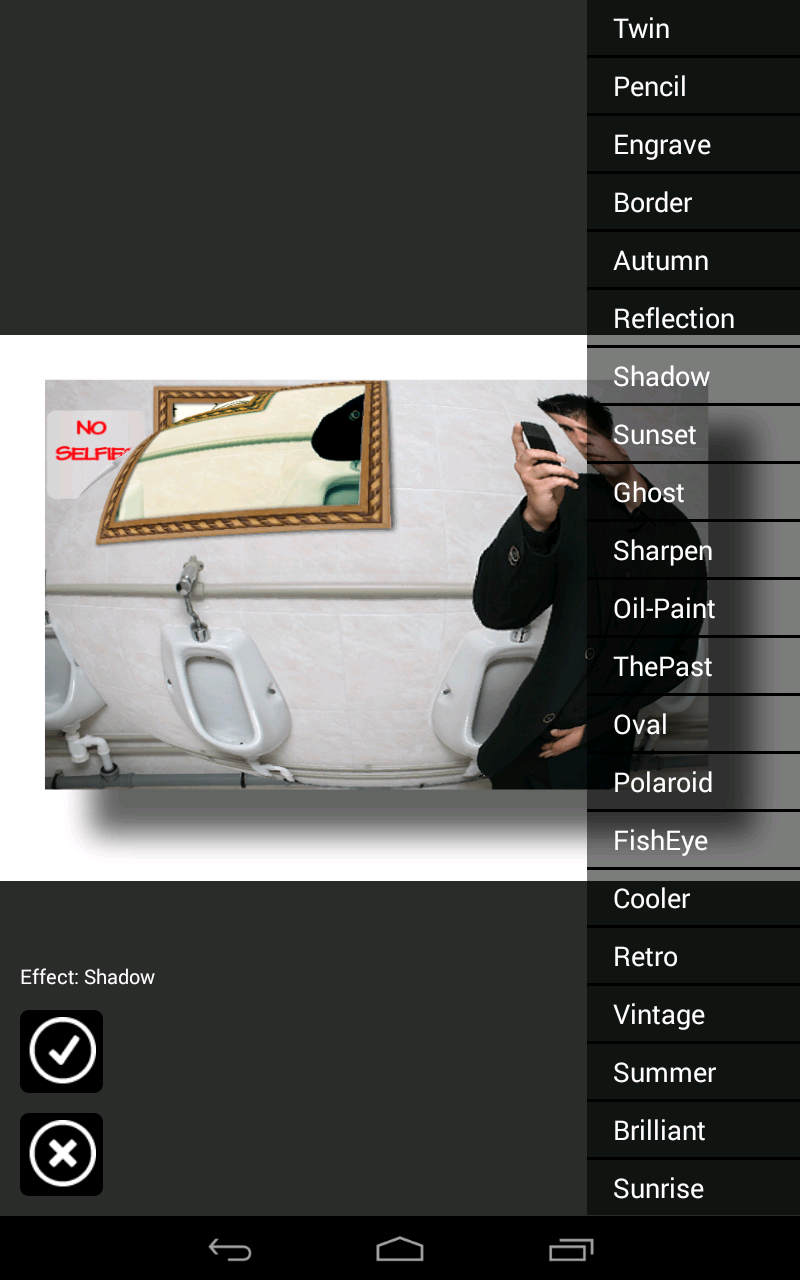 Twin
Pencil
Engrave
Border
Autumn
Reflection
Shadow
Sunset
Ghost
Sharpen
Oil-Paint
ThePast
Oval
Polaroid
FishEye
Cooler
Retro
Vintage
Summer
Brilliant
Sunrise
NO
SELFIES
Effect: Shadow